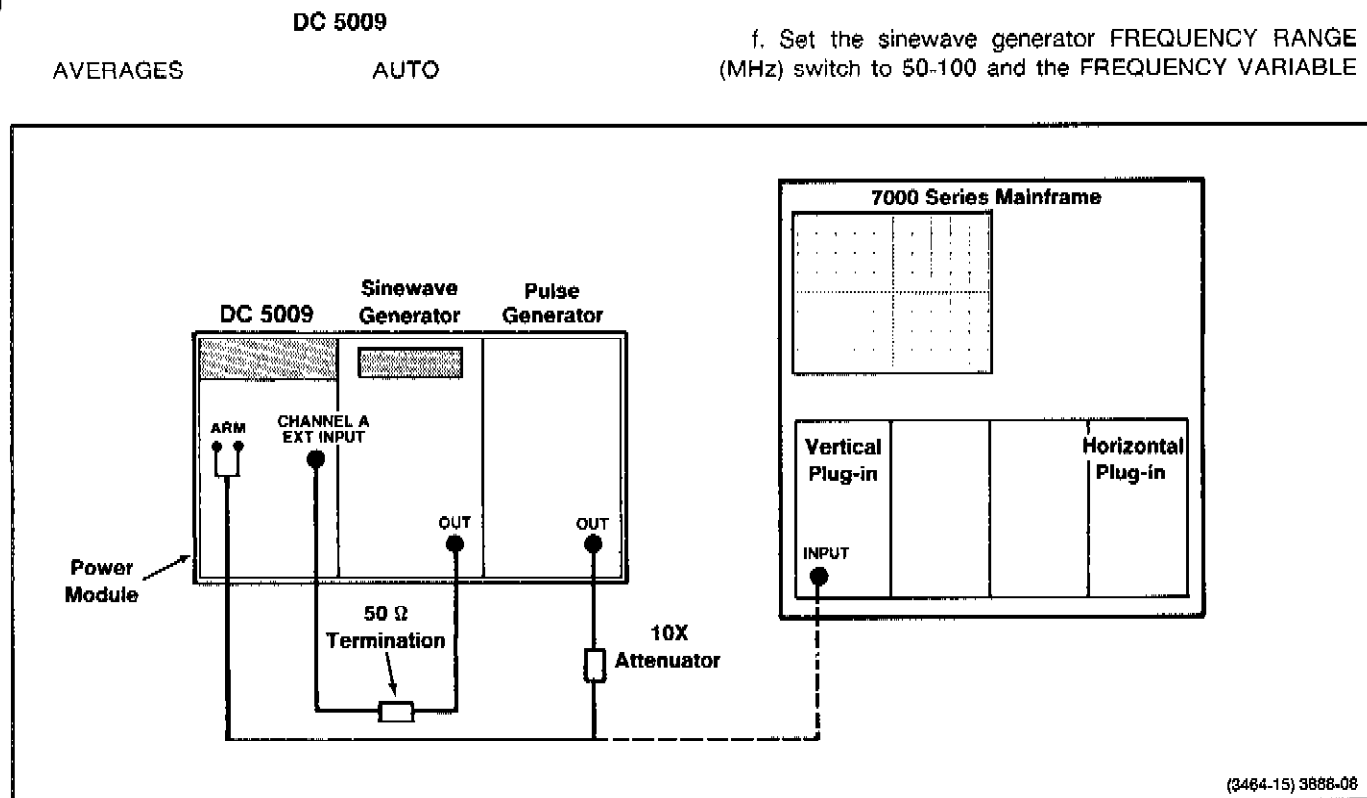 DC 5009
AVERAGES AUTO
f. Set the sinewave generator FREQUENCY RANGE
(MHz) switch to 50-100 and the FREQUENCY VARIABLE
7000 Series Mainframe
DC 5009
Sinewave
Generator
Pulse
Generator
ARM
CHANNEL A
EXT INPUT
OUT
OUT
Power
Module
50 Ω
Termination
10X
Attenuator
Vertical
Plug-in
INPUT
Horizontal
Plug-in
(3464-15) 3888-08